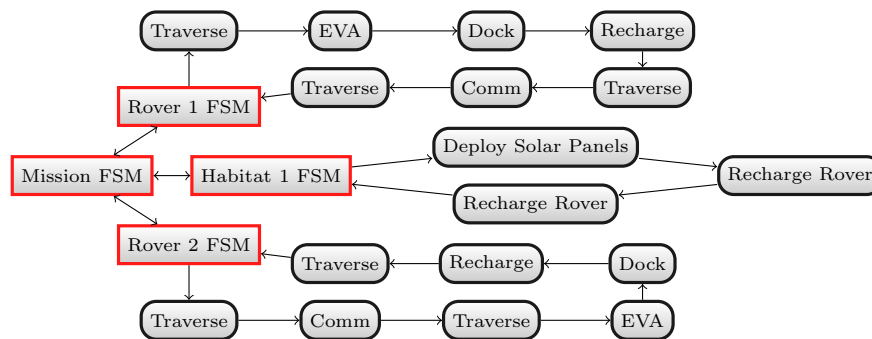 Traverse
EVA
Dock
Recharge
Rover 1 FSM
Traverse
Comm
Traverse
Mission FSM
Habitat 1 FSM
Deploy Solar Panels
Recharge Rover
Recharge Rover
Rover 2 FSM
Traverse
Recharge
Dock
Traverse
Comm
Traverse
EVA